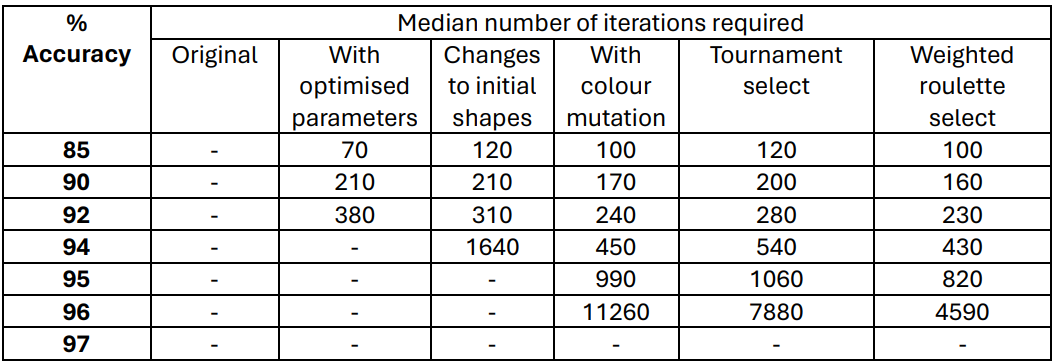 % Accuracy Median number of iterations required
Original With optimised parameters Changes to initial shapes With colour mutation Tournament select Weighted roulette select
85 - 70 120 100 120 100
90 - 210 210 170 200 160
92 - 380 310 240 280 230
94 - - 1640 450 540 430
95 - - - 990 1060 820
96 - - - 11260 7880 4590
97 - - - - - -